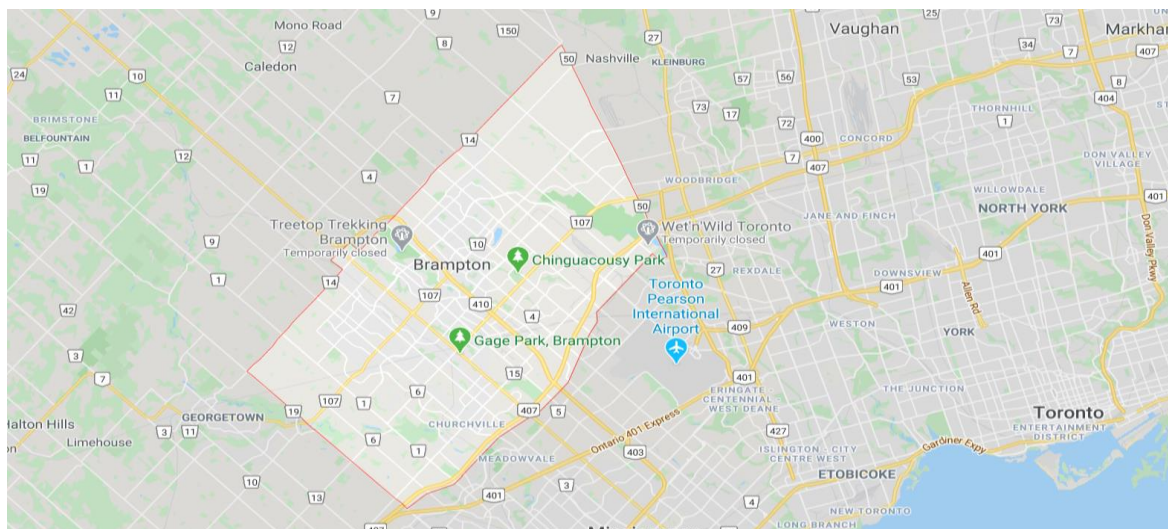 Mono Road
9
150
Vaughan
25
73
Markham
12
8
50
Nashville
27
KLEINBURG
34
7
24
10
Caledon
57
56
53
8
11
7
404
BRIMSTONE
73
17
THORNHILL
BELFOUNTAIN
14
72
1
11
1
12
400
CONCORD
7
407
DON VALLEY
VILLAGE
19
4
WOODBRIDGE
WILLOWDALE
401
50
NORTH YORK
Treetop Trekking
Brampton
Temporarily closed
107
Wet'n'Wild Toronto
Temporarily closed
JANE AND FINCH
9
10
401
Don Valley Pkwy
Brampton
Chinguacousy Park
27
REXDALE
DOWNSVIEW
1
14
107
410
Toronto
Pearson
International
Airport
401
Allen Rd
42
4
409
WESTON
YORK
Gage Park, Brampton
3
15
401
7
6
ERINGATE
CENTENNIAL
WEST DEANE
THE JUNCTION
107
1
GEORGETOWN
19
407
5
Toronto
Halton Hills
3
11
6
CHURCHVILLE
Ontario 401 Express
427
ENTERTAINMENT
DISTRICT
Limehouse
1
403
ISLINGTON - CITY
CENTRE WEST
Gardiner Expy
MEADOWVALE
10
ETOBICOKE
13
401
3
4
NEW TORONTO
LONG BRANCH